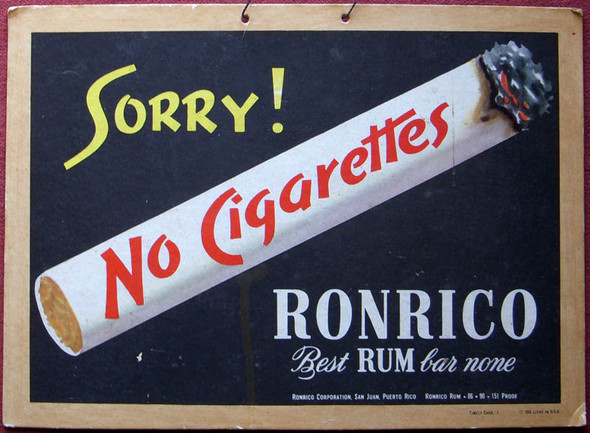 SORRY!
No Cigarettes
RONRICO
Best RUM bar none
RONRICO CORPORATION, SAN JUAN, PUERTO RICO RONRICO RUM • 86 • 90 • 151 PROOF